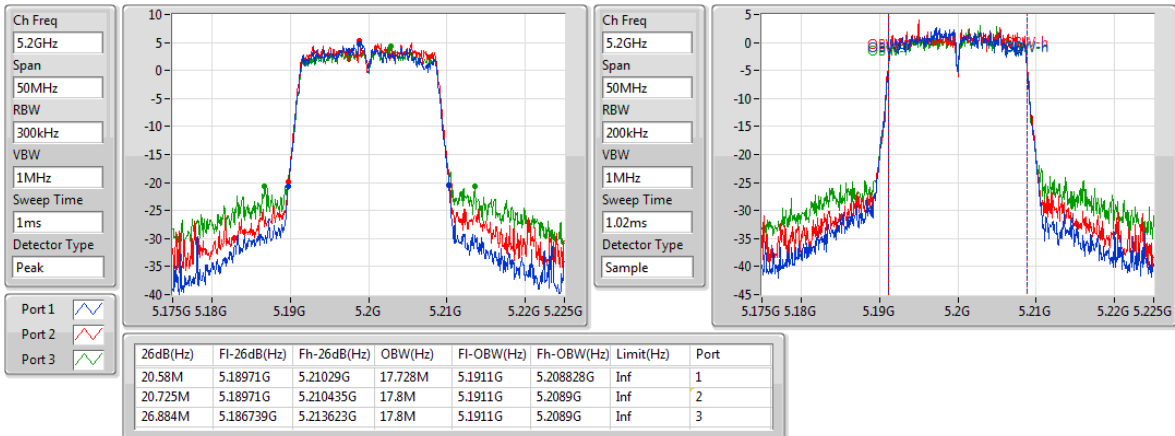 Ch Freq
5.2GHz
Span
50MHz
RBW
300kHz
VBW
1MHz
Sweep Time
1ms
Detector Type
Peak
10
5
0
-5
-10
-15
-20
-25
-30
-35
-40
5.175G 5.18G 5.19G 5.2G 5.21G 5.22G 5.225G
Ch Freq
5.2GHz
Span
50MHz
RBW
200kHz
VBW
1MHz
Sweep Time
1.02ms
Detector Type
Sample
5
0
-5
-10
-15
-20
-25
-30
-35
-40
-45
5.175G 5.18G 5.19G 5.2G 5.21G 5.22G 5.225G
Port 1
Port 2
Port 3
26dB(Hz) Fl-26dB(Hz) Fh-26dB(Hz) OBW(Hz) Fl-OBW(Hz) Fh-OBW(Hz) Limit(Hz) Port
20.58M 5.18971G 5.21029G 17.728M 5.1911G 5.208828G Inf 1
20.725M 5.18971G 5.210435G 17.8M 5.1911G 5.2089G Inf 2
26.884M 5.186739G 5.213623G 17.8M 5.1911G 5.2089G Inf 3